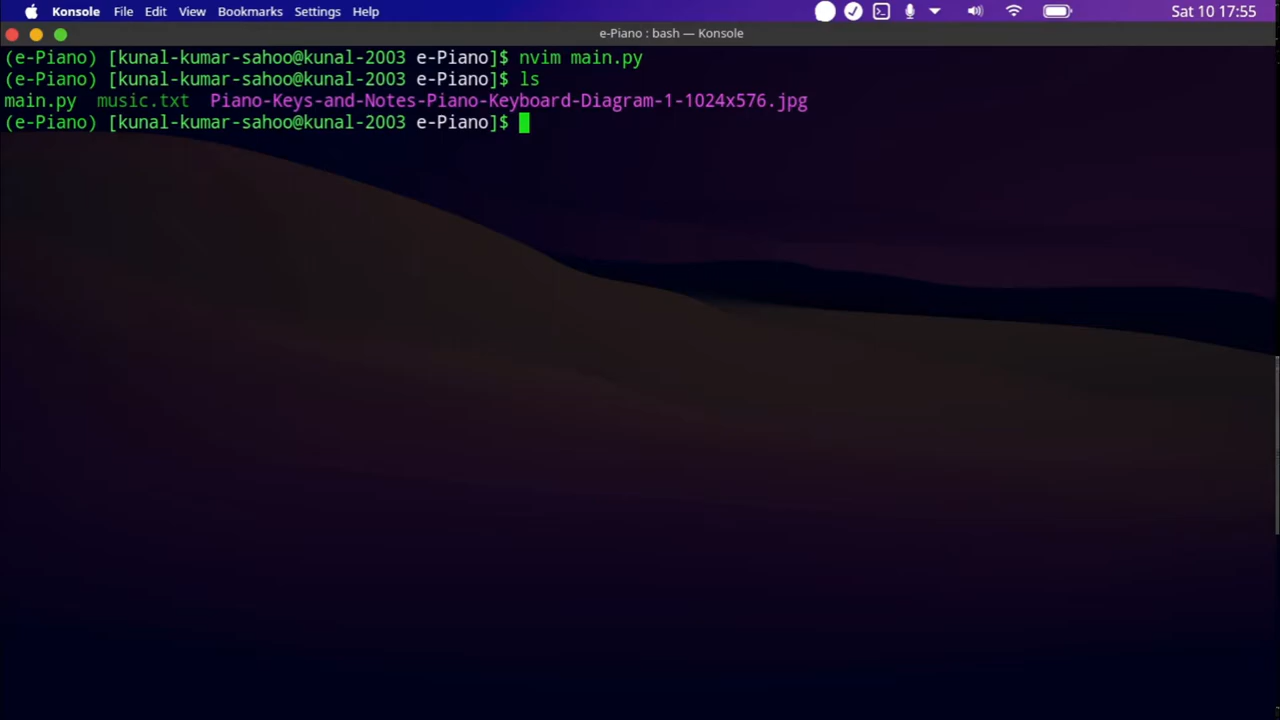 Konsole File Edit View Bookmarks Settings Help Sat 10 17:55
e-Piano : bash — Konsole
(e-Piano) [kunal-kumar-sahoo@kunal-2003 e-Piano]$ nvim main.py
(e-Piano) [kunal-kumar-sahoo@kunal-2003 e-Piano]$ ls
main.py music.txt Piano-Keys-and-Notes-Piano-Keyboard-Diagram-1-1024x576.jpg
(e-Piano) [kunal-kumar-sahoo@kunal-2003 e-Piano]$